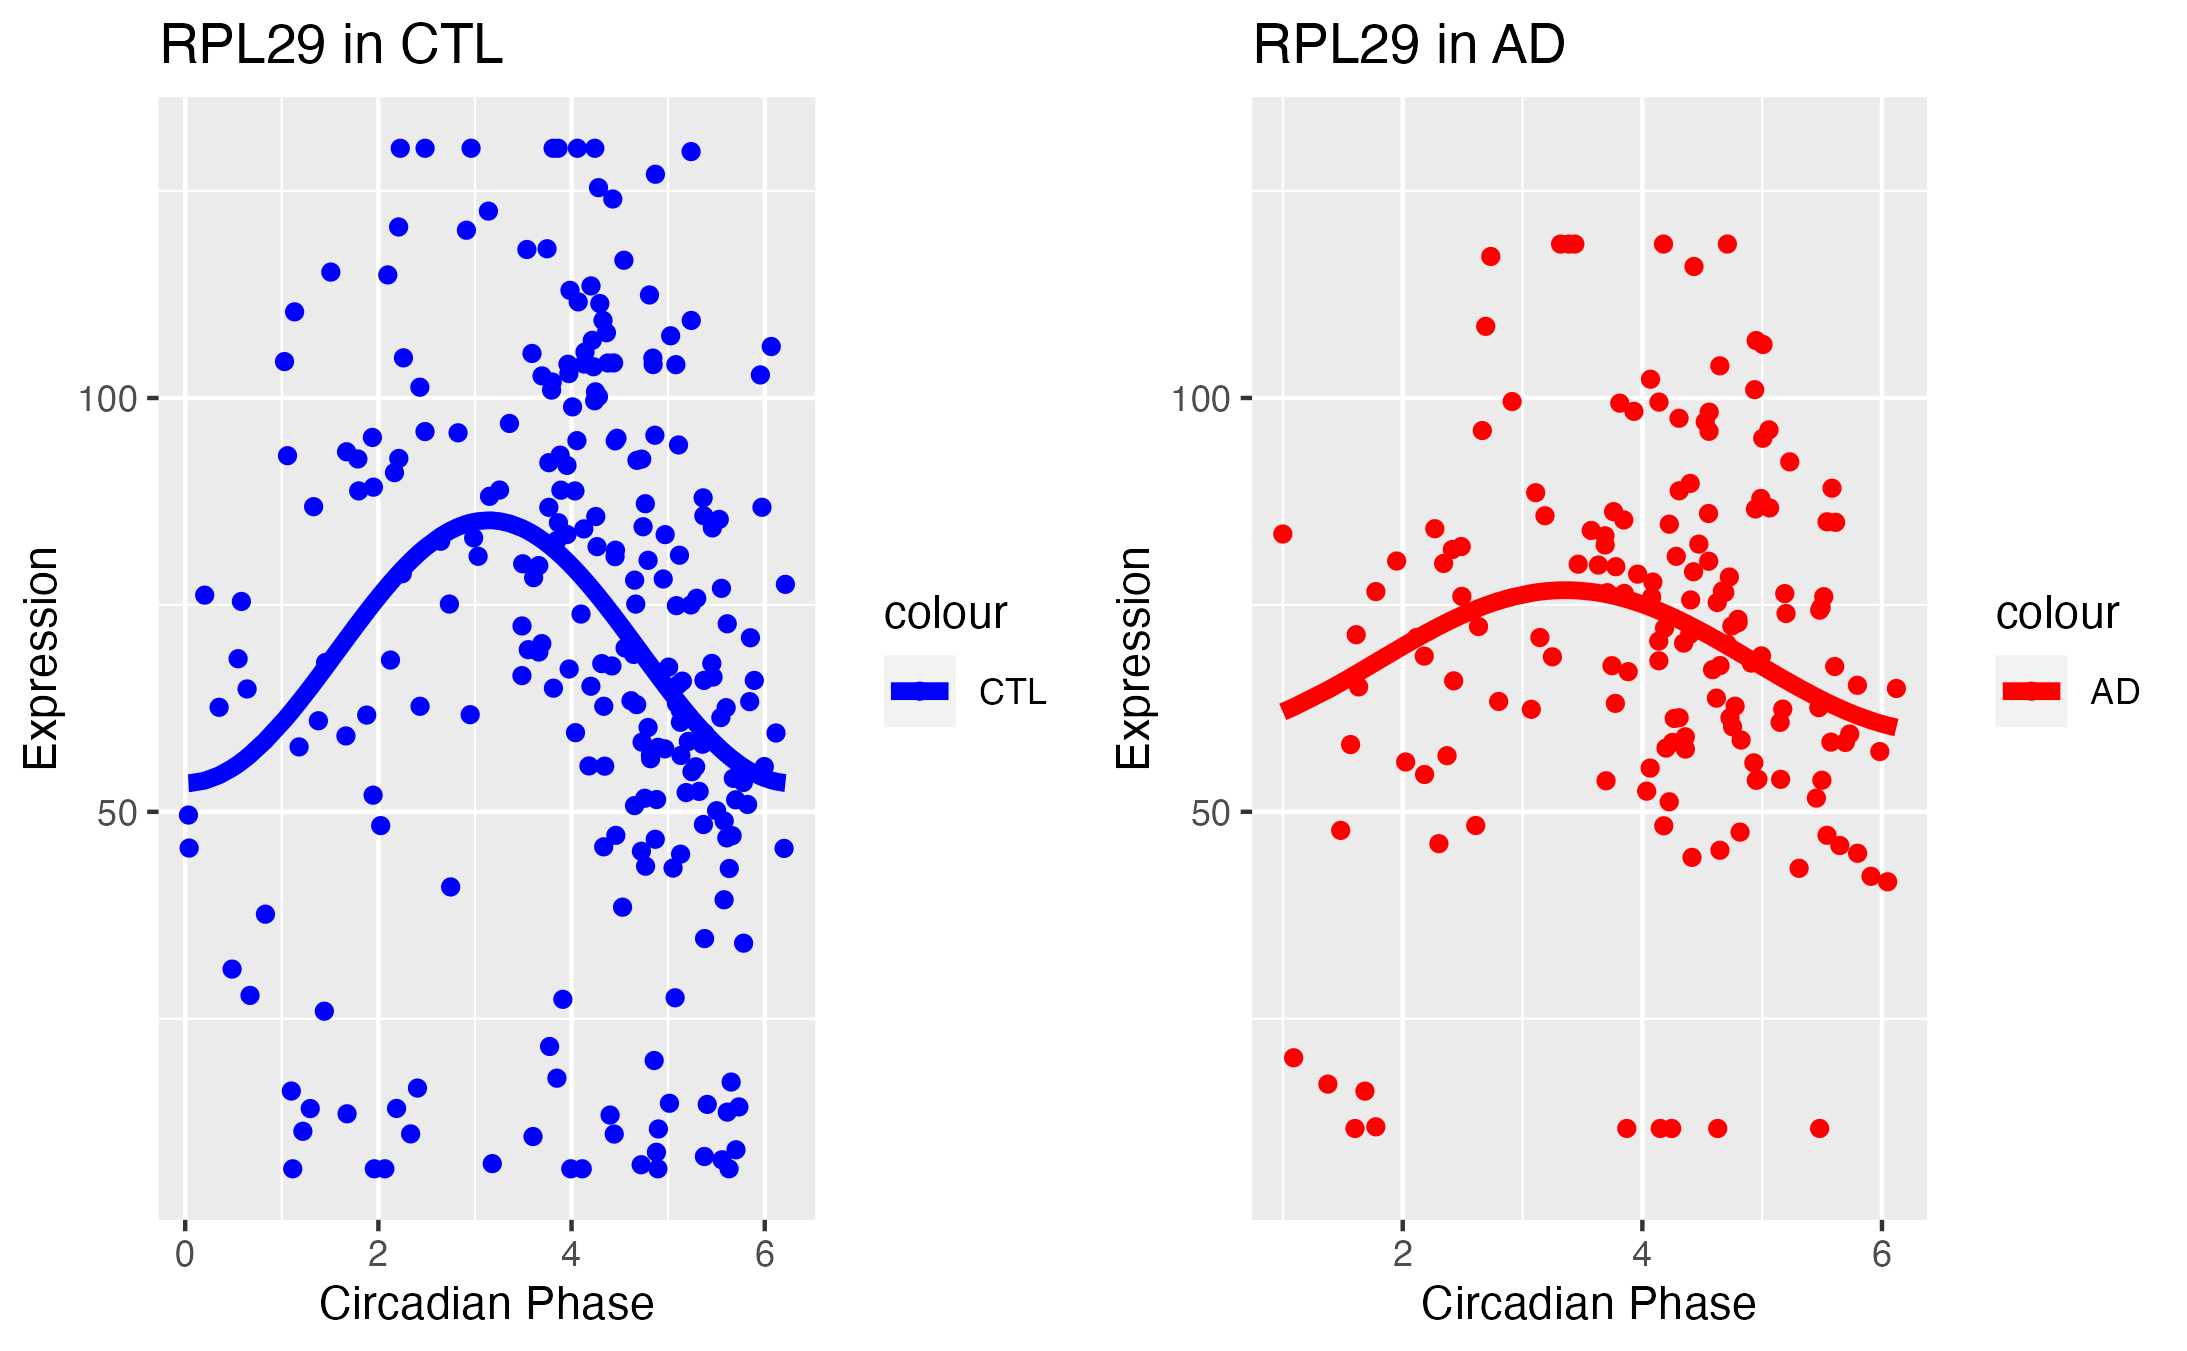 RPL29 in CTL
Expression
100
50
0 2 4 6
Circadian Phase
colour
CTL
RPL29 in AD
Expression
100
50
2 4 6
Circadian Phase
colour
AD